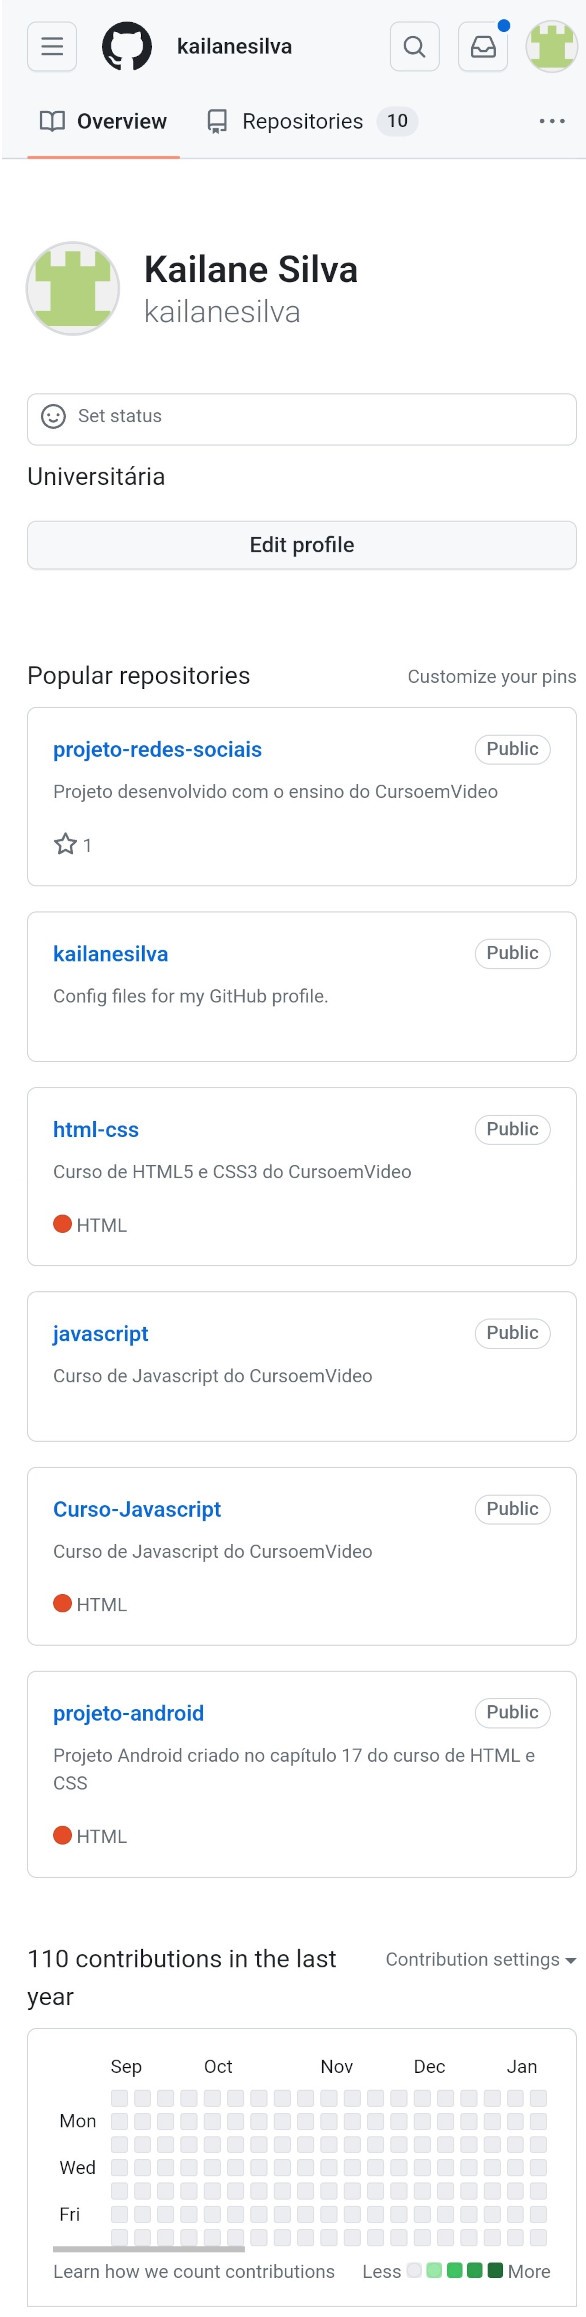 kailanesilva
Overview Repositories 10
Kailane Silva
kailanesilva
Set status
Universitária
Edit profile
Popular repositories Customize your pins
projeto-redes-sociais Public
Projeto desenvolvido com o ensino do CursoemVideo
1
kailanesilva Public
Config files for my GitHub profile.
html-css Public
Curso de HTML5 e CSS3 do CursoemVideo
HTML
javascript Public
Curso de Javascript do CursoemVideo
Curso-Javascript Public
Curso de Javascript do CursoemVideo
HTML
projeto-android Public
Projeto Android criado no capítulo 17 do curso de HTML e
CSS
HTML
110 contributions in the last Contribution settings
year
Sep Oct Nov Dec Jan
Mon
Wed
Fri
Learn how we count contributions Less More